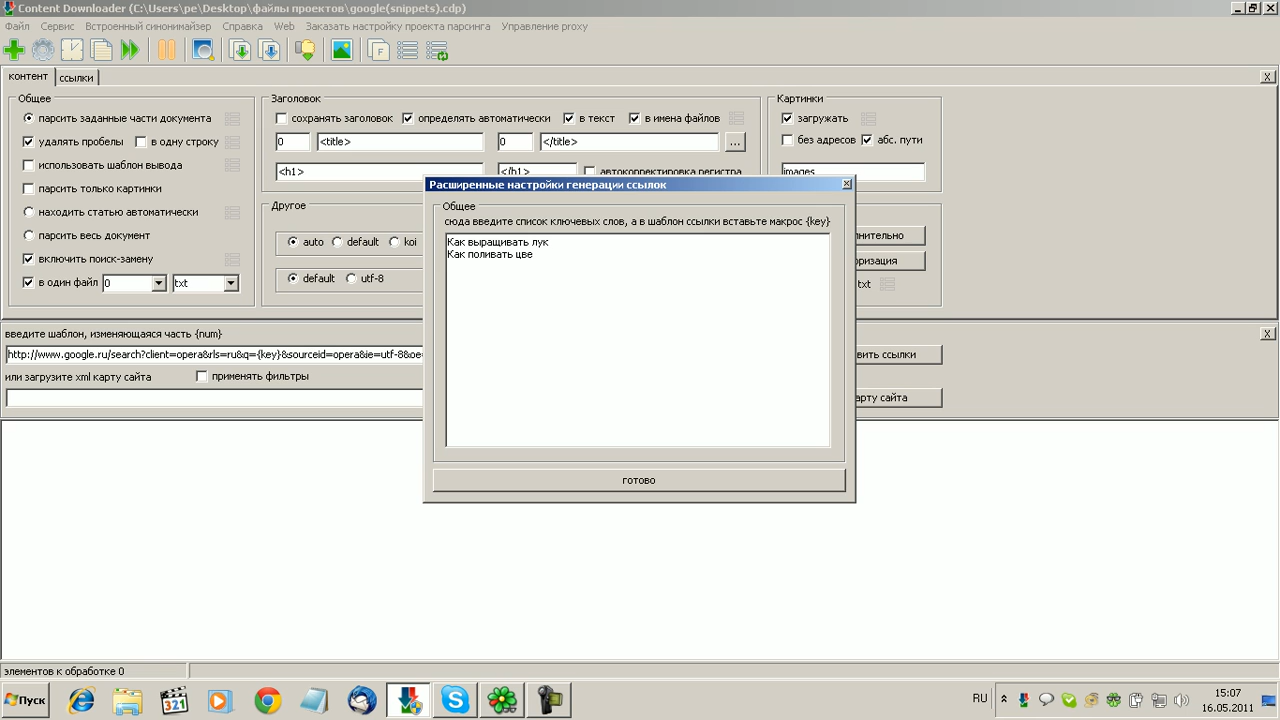 Content Downloader (C:\Users\pe\Desktop\файлы проектов\google(snippets).cdp)
Файл Сервис Встроенный синонимайзер Справка Web Заказать настройку проекта парсинга Управление proxy
контент ссылки
Общее
парсить заданные части документа
удалять пробелы в одну строку
использовать шаблон вывода
парсить только картинки
находить статью автоматически
парсить весь документ
включить поиск-замену
в один файл 0 txt
Заголовок
сохранять заголовок определять автоматически в текст в имена файлов
0 <title> 0 </title> ...
<h1> </h1> автокорректировка регистра
Картинки
загружать
без адресов абс. пути
images
Другое
auto default koi
default utf-8
txt
Расширенные настройки генерации ссылок
Общее
сюда введите список ключевых слов, а в шаблон ссылки вставьте макрос {key}
Как выращивать лук
Как поливать цве
готово
введите шаблон, изменяющаяся часть {num}
http://www.google.ru/search?client=opera&rls=ru&q={key}&sourceid=opera&ie=utf-8&oe=
вить ссылки
или загрузите xml карту сайта применять фильтры
арту сайта
элементов к обработке 0
Пуск
321
RU
15:07
16.05.2011